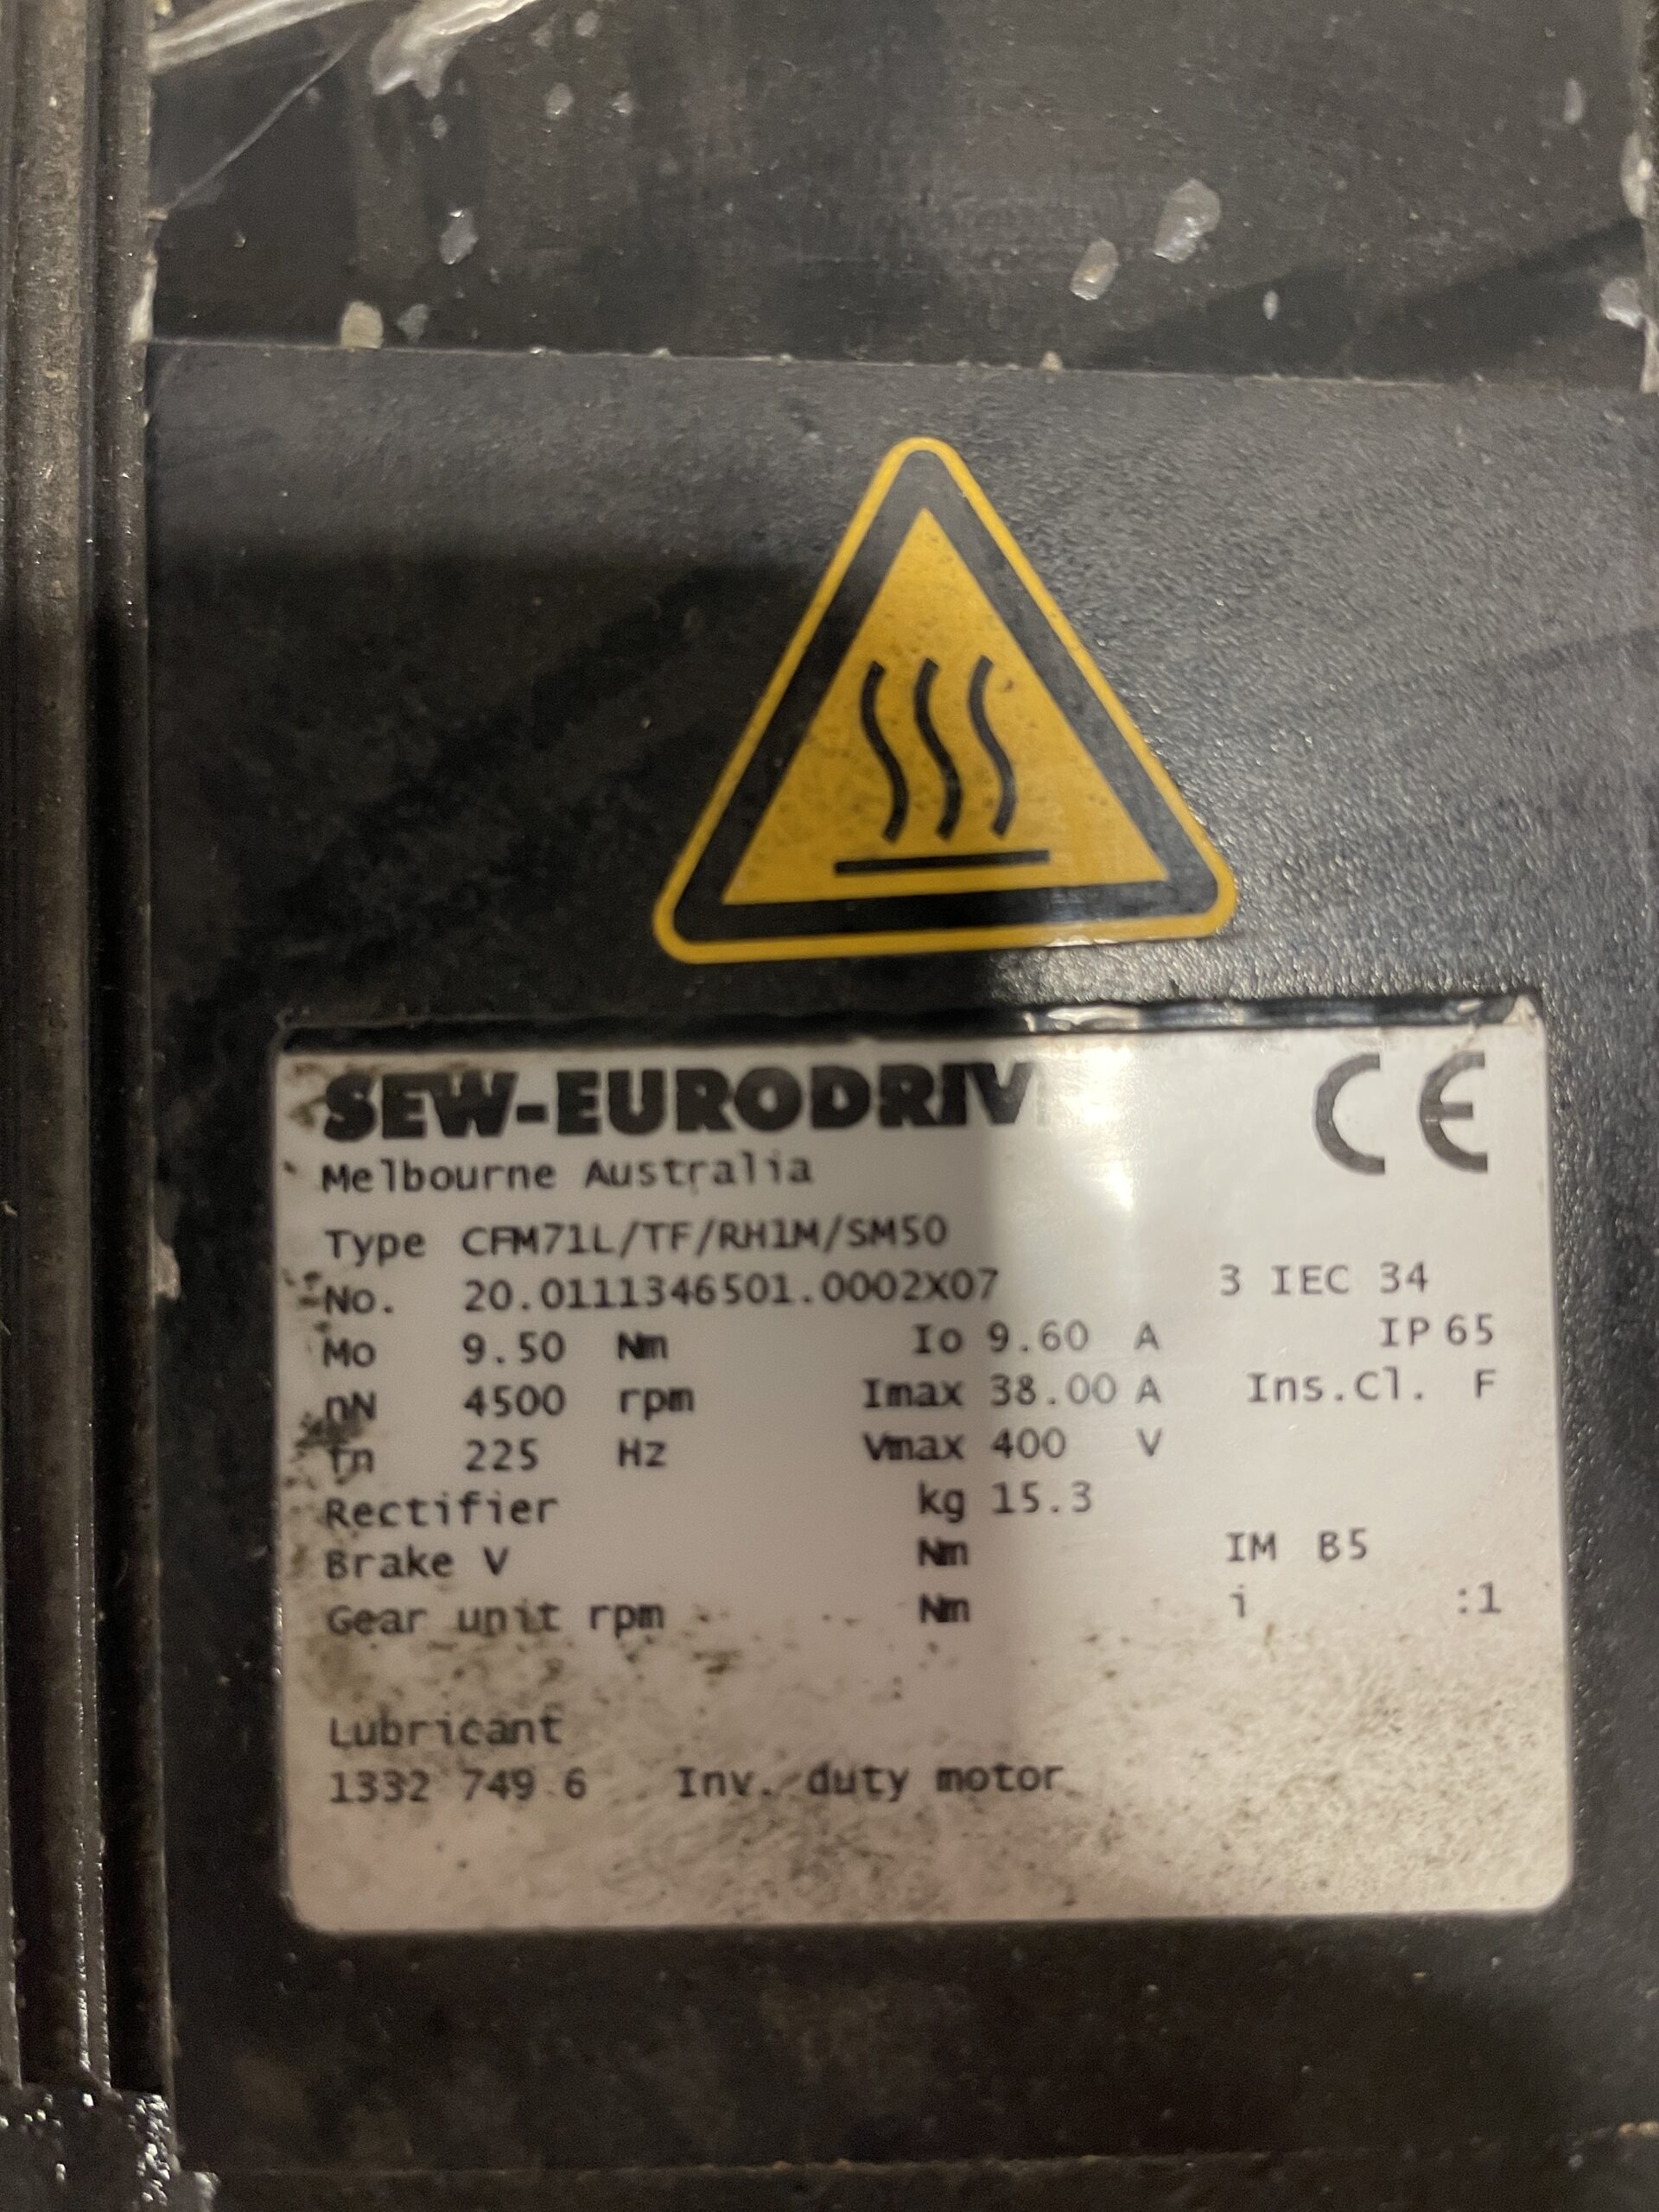 SEW-EURODRIV
CE
Melbourne Australia
Type CFM71L/TF/RH1M/SM50
No. 20.0111346501.0002X07 3 IEC 34
Mo 9.50 Nm Io 9.60 A IP 65
nN 4500 rpm Imax 38.00 A Ins.Cl. F
fn 225 Hz Vmax 400 V
Rectifier kg 15.3
Brake V Nm IM B5
Gear unit rpm Nm i :1
Lubricant
1332 749 6 Inv. duty motor